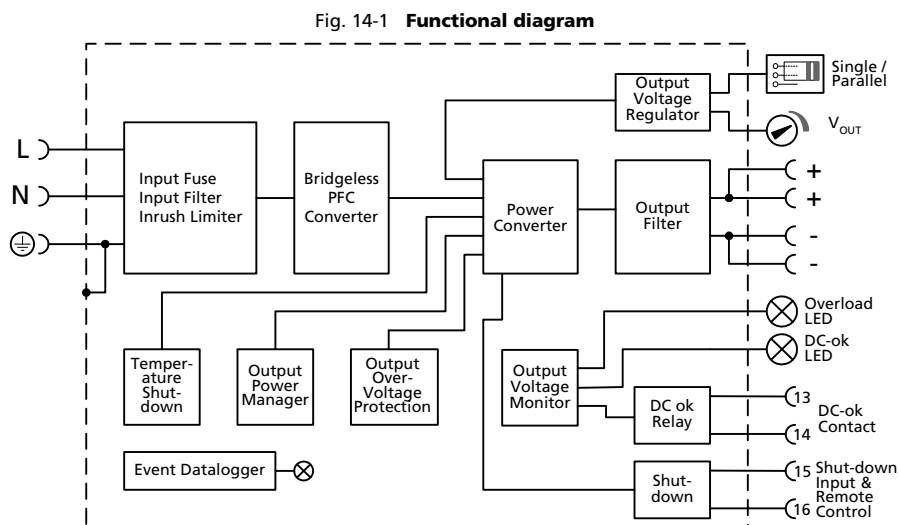 Fig. 14-1 Functional diagram
Single /
Parallel
Output
Voltage
Regulator
VOUT
L
N
Input Fuse
Input Filter
Inrush Limiter
Bridgeless
PFC
Converter
Power
Converter
Output
Filter
+
+
-
-
Overload
LED
DC-ok
LED
Temper-
ature
Shut-
down
Output
Power
Manager
Output
Over-
Voltage
Protection
Output
Voltage
Monitor
DC ok
Relay
13
14
DC-ok
Contact
Event Datalogger
Shut-
down
15
16
Shut-down
Input &
Remote
Control